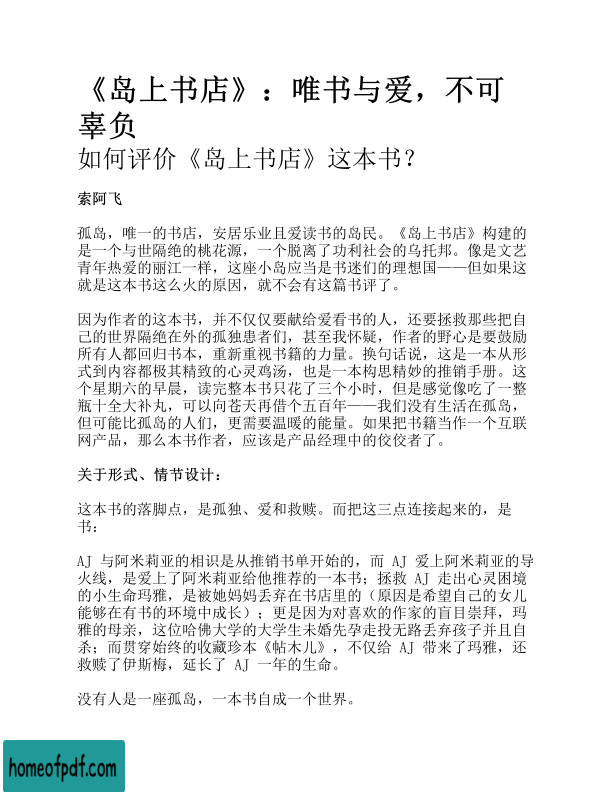 《岛上书店》：唯书与爱，不可
辜负
如何评价《岛上书店》这本书？
索阿飞
孤岛，唯一的书店，安居乐业且爱读书的岛民。《岛上书店》构建的
是一个与世隔绝的桃花源，一个脱离了功利社会的乌托邦。像是文艺
青年热爱的丽江一样，这座小岛应当是书迷们的理想国——但如果这
就是这本书这么火的原因，就不会有这篇书评了。
因为作者的这本书，并不仅仅要献给爱看书的人，还要拯救那些把自
己的世界隔绝在外的孤独患者们，甚至我怀疑，作者的野心是要鼓励
所有人都回归书本，重新重视书籍的力量。换句话说，这是一本从形
式到内容都极其精致的心灵鸡汤，也是一本构思精妙的推销手册。这
个星期六的早晨，读完整本书只花了三个小时，但是感觉像吃了一整
瓶十全大补丸，可以向苍天再借个五百年——我们没有生活在孤岛，
但可能比孤岛的人们，更需要温暖的能量。如果把书籍当作一个互联
网产品，那么本书作者，应该是产品经理中的佼佼者了。
关于形式、情节设计：
这本书的落脚点，是孤独、爱和救赎。而把这三点连接起来的，是
书：
AJ 与阿米莉亚的相识是从推销书单开始的，而 AJ 爱上阿米莉亚的导
火线，是爱上了阿米莉亚给他推荐的一本书；拯救 AJ 走出心灵困境
的小生命玛雅，是被她妈妈丢弃在书店里的（原因是希望自己的女儿
能够在有书的环境中成长）；更是因为对喜欢的作家的盲目崇拜，玛
雅的母亲，这位哈佛大学的大学生未婚先孕走投无路丢弃孩子并且自
杀；而贯穿始终的收藏珍本《帖木儿》，不仅给 AJ 带来了玛雅，还
救赎了伊斯梅，延长了 AJ 一年的生命。
没有人是一座孤岛，一本书自成一个世界。
homeofpdf.com